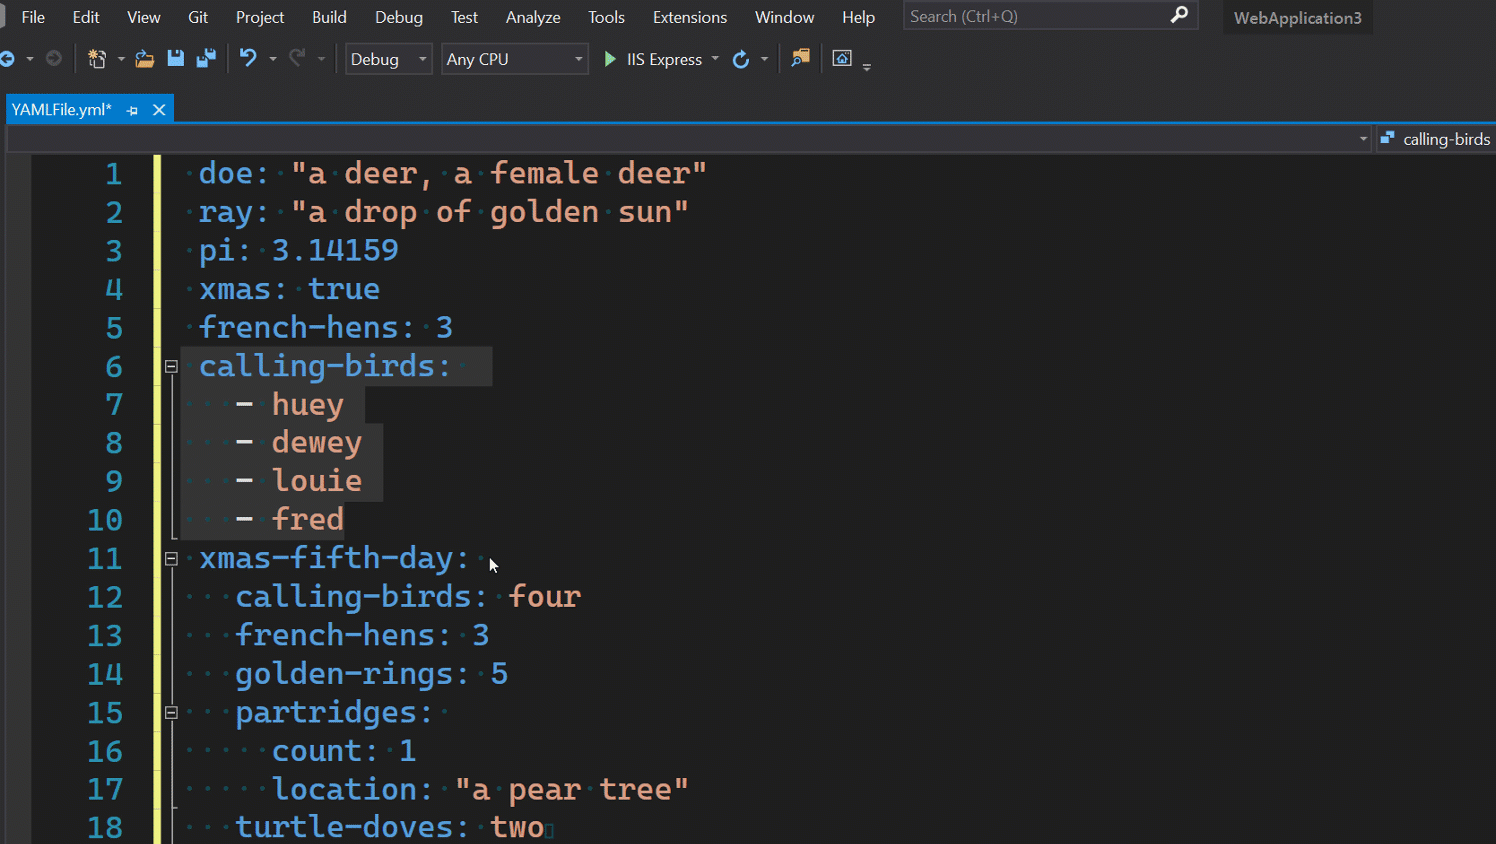 File Edit View Git Project Build Debug Test Analyze Tools Extensions Window Help Search (Ctrl+Q) WebApplication3
Debug Any CPU IIS Express
YAMLFile.yml*
calling-birds
1 doe: "a deer, a female deer"
2 ray: "a drop of golden sun"
3 pi: 3.14159
4 xmas: true
5 french-hens: 3
6 calling-birds:
7 - huey
8 - dewey
9 - louie
10 - fred
11 xmas-fifth-day:
12 calling-birds: four
13 french-hens: 3
14 golden-rings: 5
15 partridges:
16 count: 1
17 location: "a pear tree"
18 turtle-doves: two